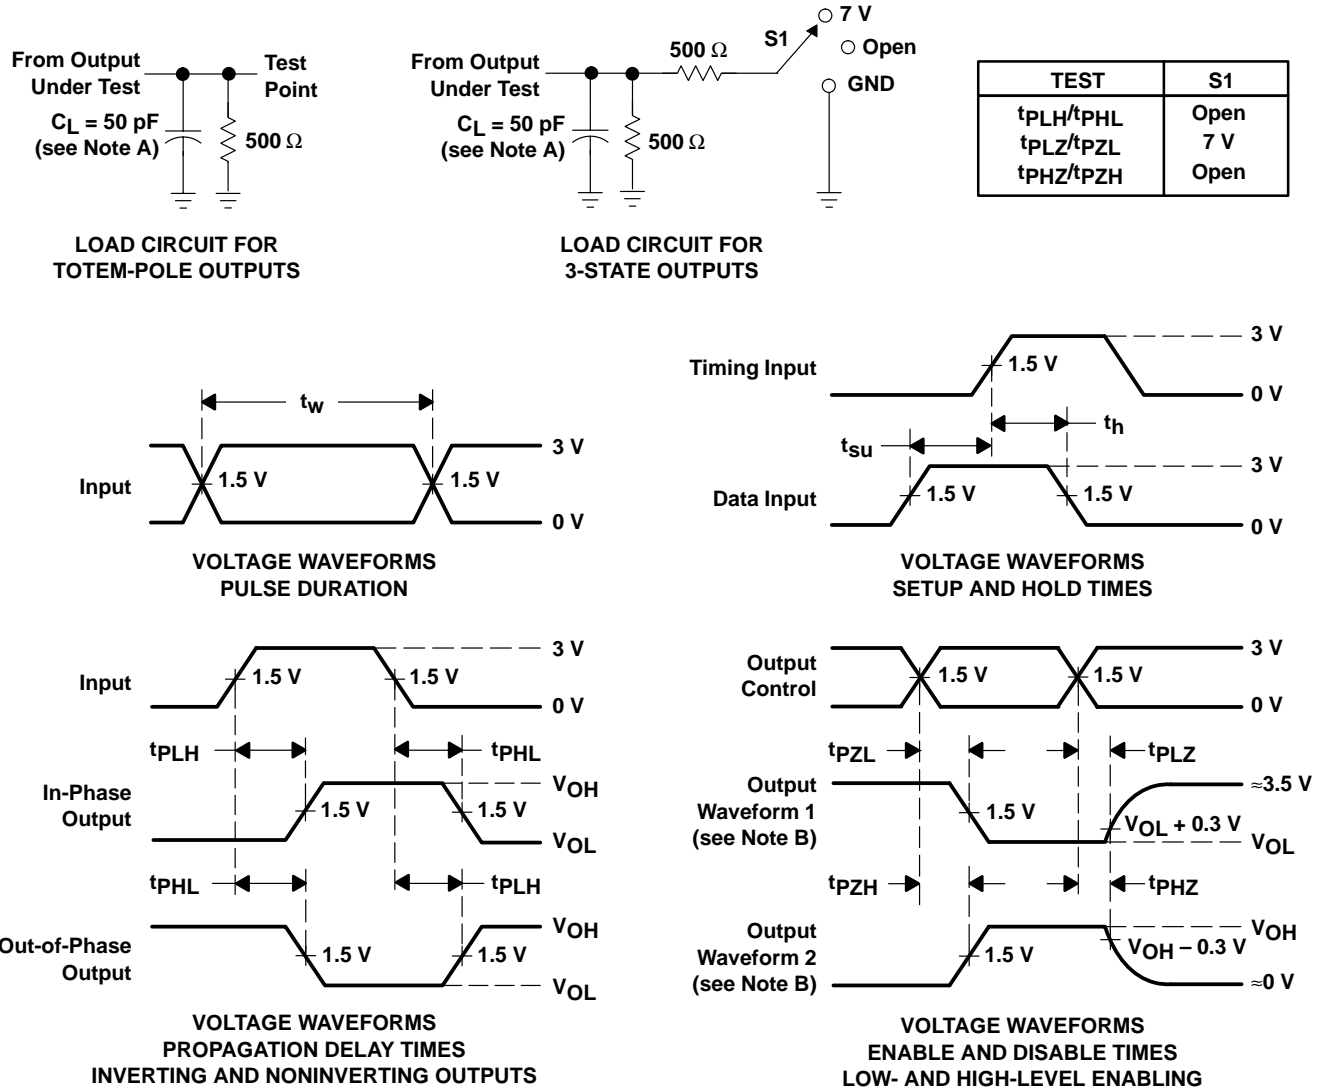 From Output
Under Test
Test
Point
CL = 50 pF
(see Note A)
500 Ω
LOAD CIRCUIT FOR
TOTEM-POLE OUTPUTS
From Output
Under Test
500 Ω
S1
7 V
Open
GND
CL = 50 pF
(see Note A)
500 Ω
LOAD CIRCUIT FOR
3-STATE OUTPUTS
TEST S1
tPLH/tPHL Open
tPLZ/tPZL 7 V
tPHZ/tPZH Open
tw
Input
1.5 V
1.5 V
3 V
0 V
VOLTAGE WAVEFORMS
PULSE DURATION
Timing Input
1.5 V
3 V
0 V
tsu
th
Data Input
1.5 V
1.5 V
3 V
0 V
VOLTAGE WAVEFORMS
SETUP AND HOLD TIMES
Input
1.5 V
1.5 V
3 V
0 V
tPLH
tPHL
In-Phase
Output
1.5 V
1.5 V
VOH
VOL
tPHL
tPLH
Out-of-Phase
Output
1.5 V
1.5 V
VOH
VOL
VOLTAGE WAVEFORMS
PROPAGATION DELAY TIMES
INVERTING AND NONINVERTING OUTPUTS
Output
Control
1.5 V
1.5 V
3 V
0 V
tPZL
tPLZ
Output
Waveform 1
(see Note B)
1.5 V
VOL + 0.3 V
≈3.5 V
VOL
tPZH
tPHZ
Output
Waveform 2
(see Note B)
1.5 V
VOH − 0.3 V
VOH
≈0 V
VOLTAGE WAVEFORMS
ENABLE AND DISABLE TIMES
LOW- AND HIGH-LEVEL ENABLING